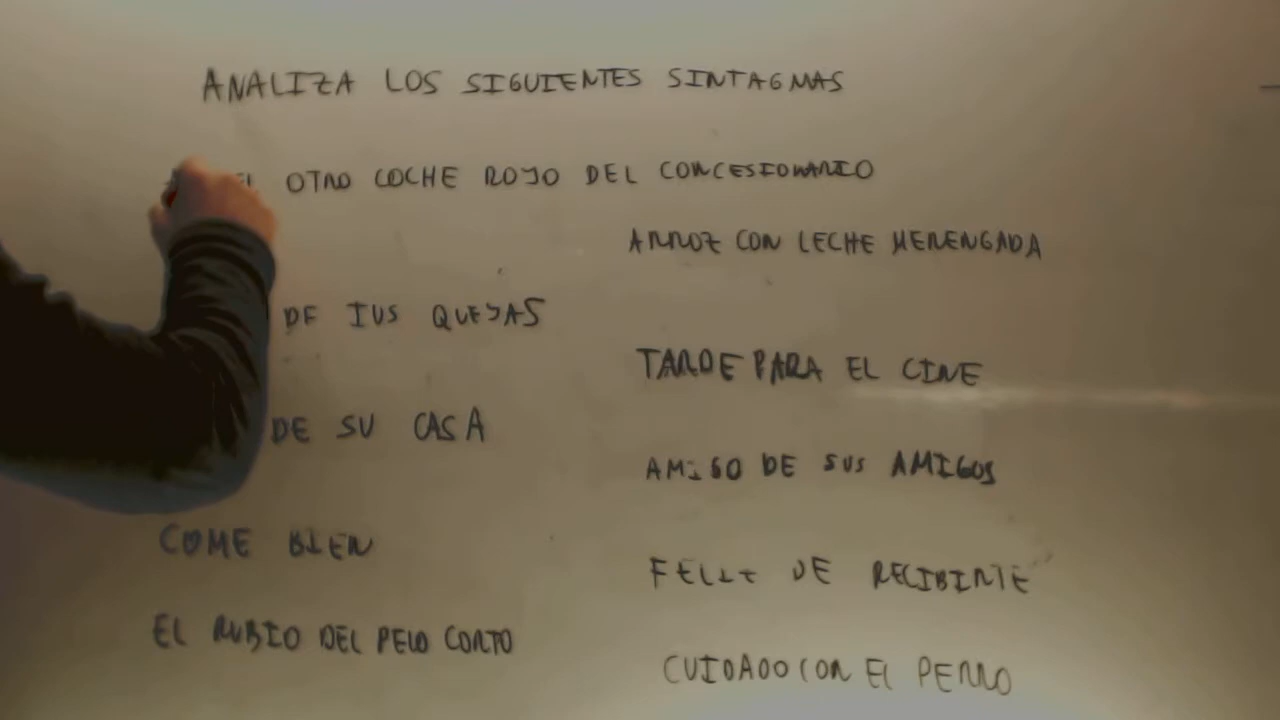 ANALIZA LOS SIGUIENTES SINTAGMAS
EL OTRO COCHE ROJO DEL CONCESIONARIO
ARROZ CON LECHE MERENGADA
DE TUS QUEJAS
TARDE PARA EL CINE
DE SU CASA
AMIGO DE SUS AMIGOS
COME BIEN
FELIZ DE RECIBIRTE
EL RUBIO DEL PELO CORTO
CUIDADO CON EL PERRO